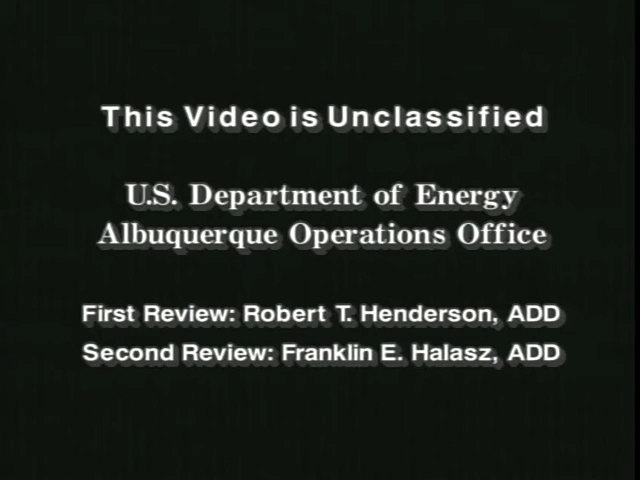 This Video is Unclassified
U.S. Department of Energy
Albuquerque Operations Office
First Review: Robert T. Henderson, ADD
Second Review: Franklin E. Halasz, ADD